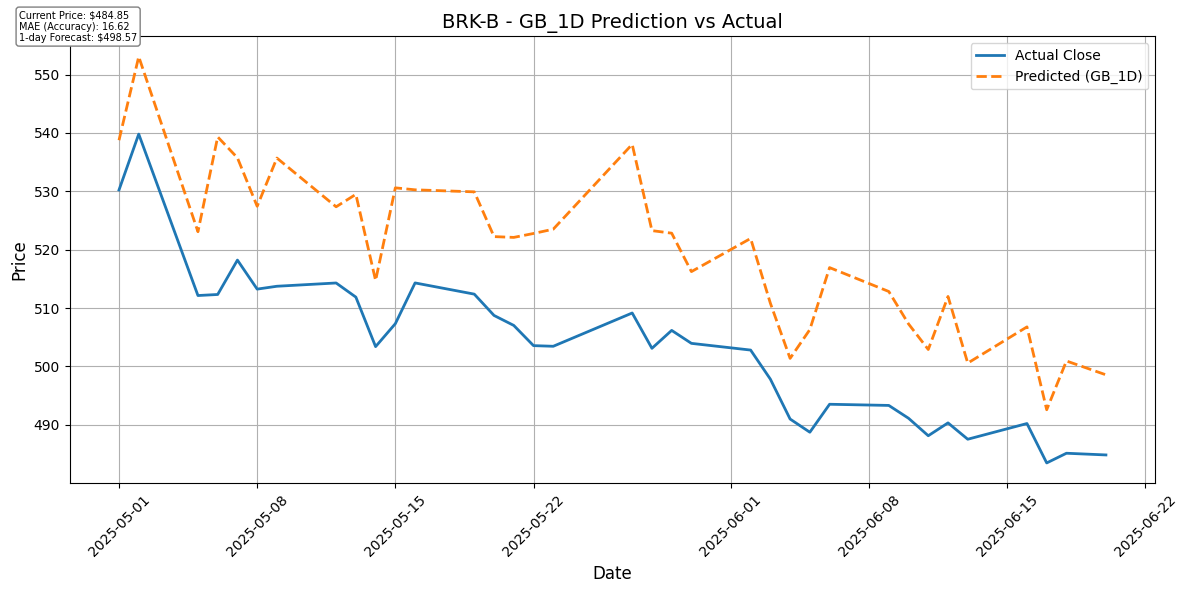 Current Price: $484.85
MAE (Accuracy): 16.62
1-day Forecast: $498.57
BRK-B - GB_1D Prediction vs Actual
Actual Close
Predicted (GB_1D)
Price
550
540
530
520
510
500
490
2025-05-01
2025-05-08
2025-05-15
2025-05-22
2025-06-01
2025-06-08
2025-06-15
2025-06-22
Date